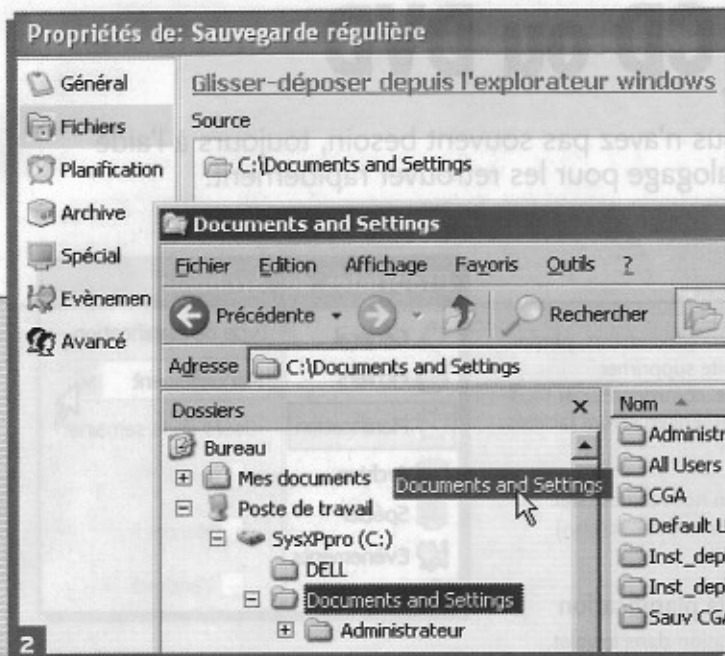 Propriétés de: Sauvegarde régulière
Général
Fichiers
Planification
Archive
Spécial
Evènemen
Avancé
Glisser-déposer depuis l'explorateur windows
Source
C:\Documents and Settings
Documents and Settings
Fichier Edition Affichage Favoris Outils ?
Précédente
Rechercher
Adresse C:\Documents and Settings
Dossiers
Bureau
Mes documents
Poste de travail
SysXPpro (C:)
DELL
Documents and Settings
Administrateur
Documents and Settings
Nom
Administr
All Users
CGA
Default U
Inst_dep
Inst_dep
Sauv CGA
2